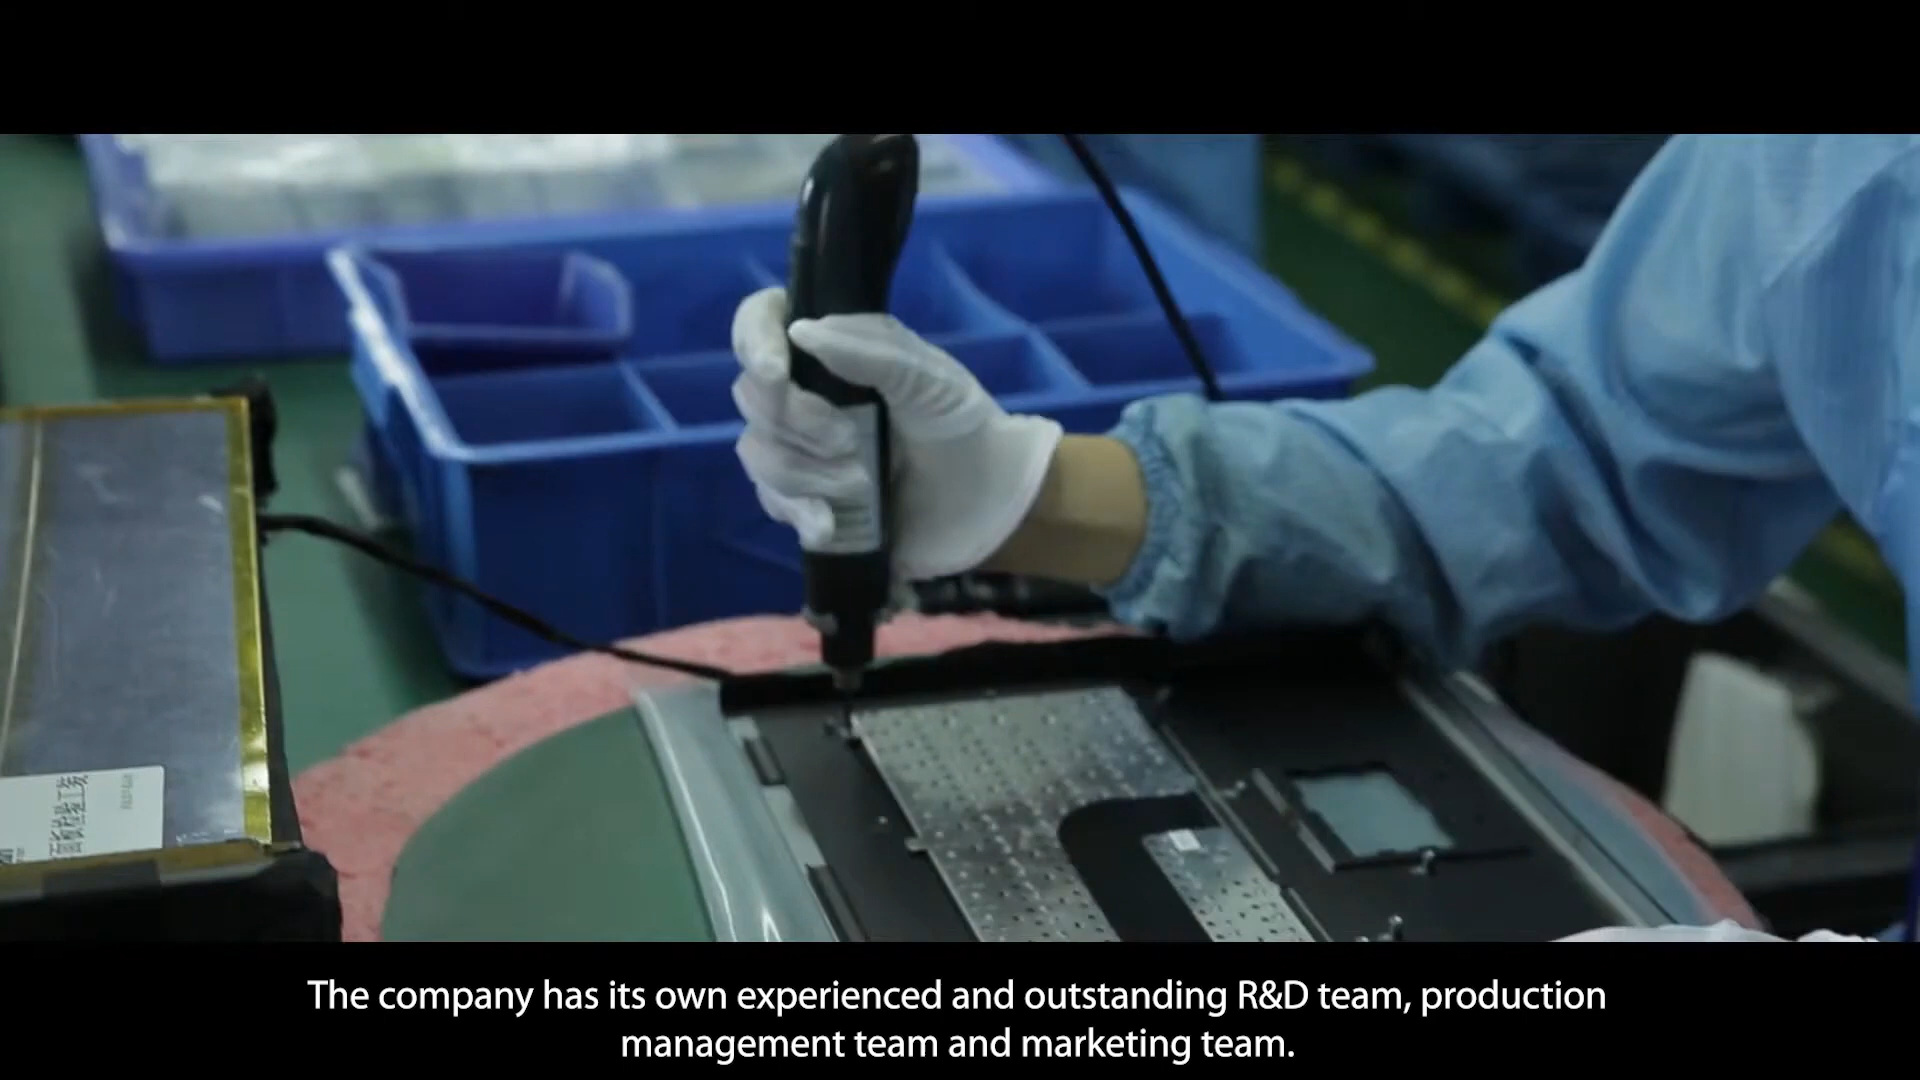 The company has its own experienced and outstanding R&D team, production
management team and marketing team.